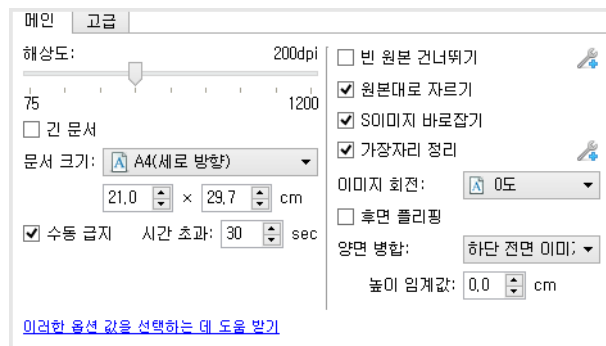 메인 고급
해상도: 200dpi
75 1200
긴 문서
문서 크기: A4(세로 방향)
21,0 × 29,7 cm
수동 급지 시간 초과: 30 sec
이러한 옵션 값을 선택하는 데 도움 받기
빈 원본 건너뛰기
원본대로 자르기
S0이미지 바로잡기
가장자리 정리
이미지 회전: 0도
후면 플리핑
양면 병합: 하단 전면 이미
높이 임계값: 0,0 cm